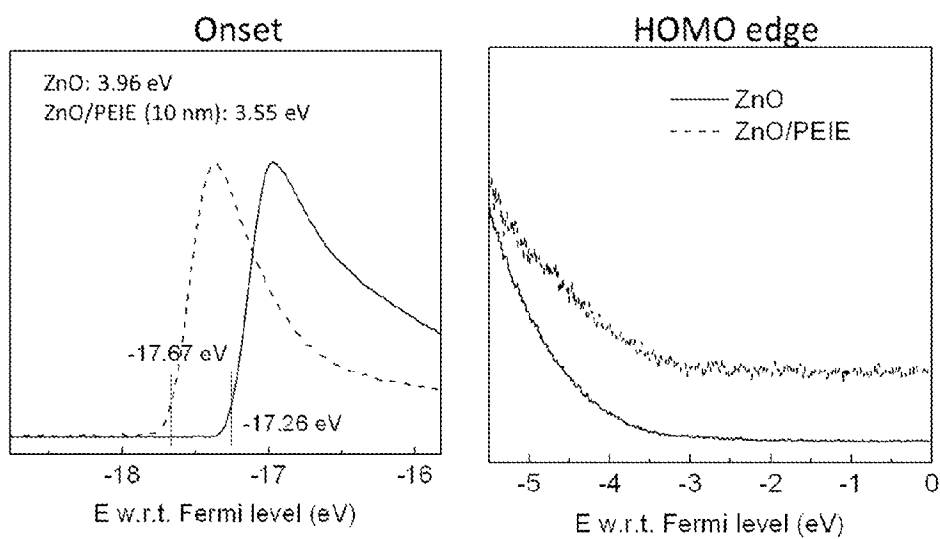 Onset
ZnO: 3.96 eV
ZnO/PEIE (10 nm): 3.55 eV
-17.67 eV
-17.26 eV
-18 -17 -16
E w.r.t. Fermi level (eV)
HOMO edge
ZnO
ZnO/PEIE
-5 -4 -3 -2 -1 0
E w.r.t. Fermi level (eV)